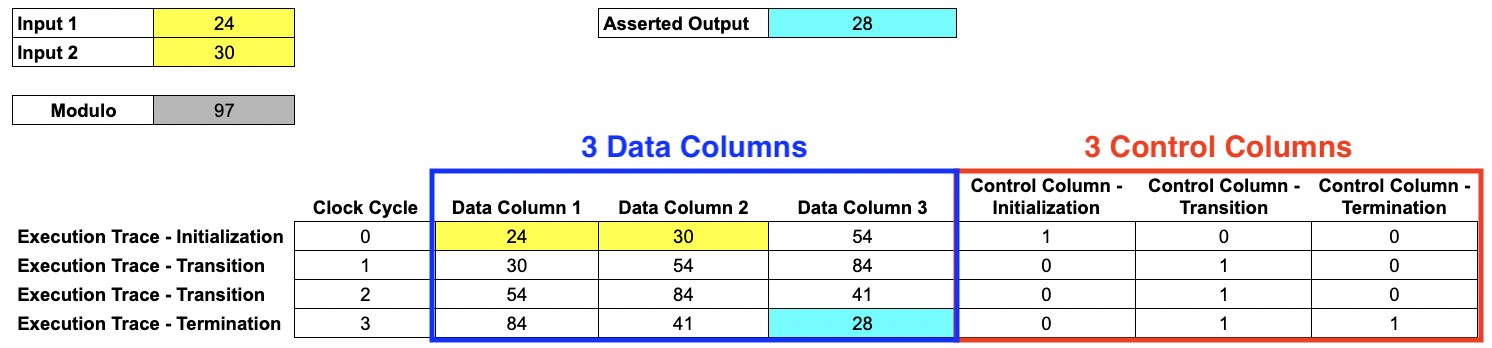 Input 1 24 Asserted Output 28
Input 2 30
Modulo 97
3 Data Columns 3 Control Columns
Clock Cycle Data Column 1 Data Column 2 Data Column 3 Control Column - Initialization Control Column - Transition Control Column - Termination
Execution Trace - Initialization 0 24 30 54 1 0 0
Execution Trace - Transition 1 30 54 84 0 1 0
Execution Trace - Transition 2 54 84 41 0 1 0
Execution Trace - Termination 3 84 41 28 0 1 1